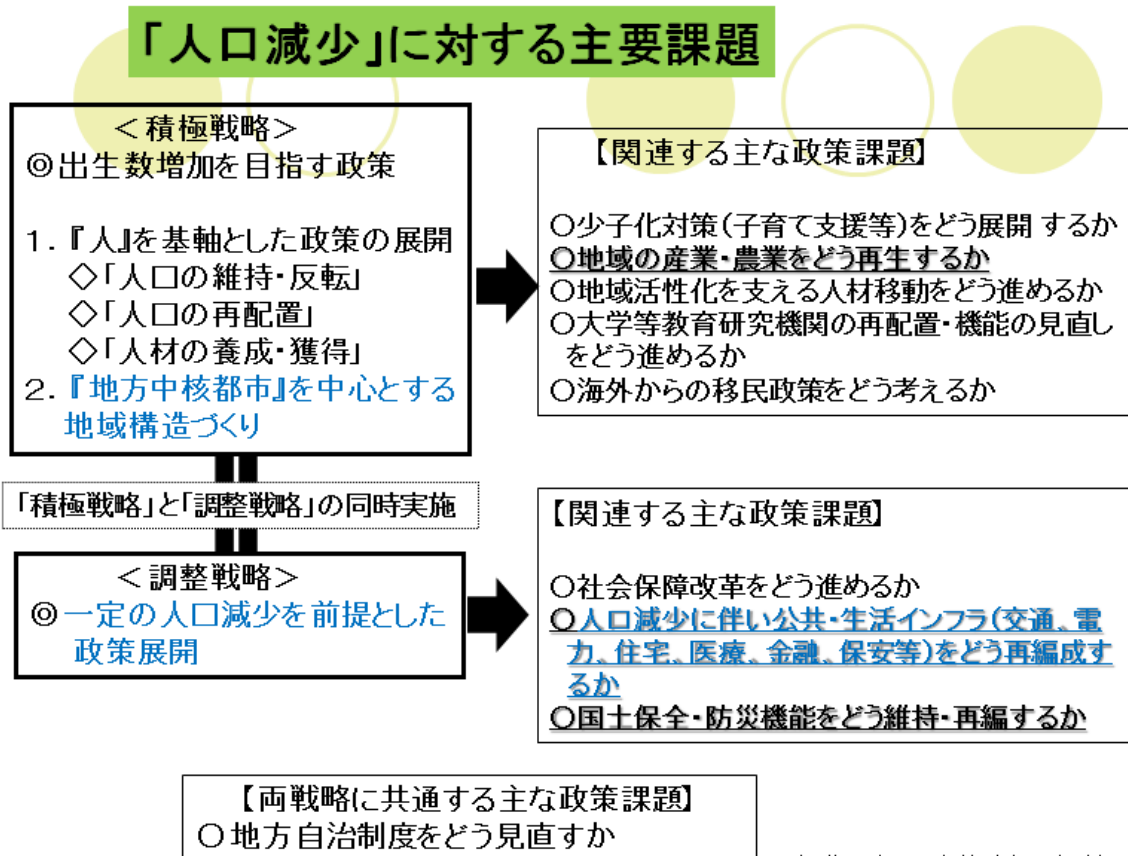 「人口減少」に対する主要課題
＜積極戦略＞
◎出生数増加を目指す政策
1．『人』を基軸とした政策の展開
◇「人口の維持・反転」
◇「人口の再配置」
◇「人材の養成・獲得」
2．『地方中核都市』を中心とする
地域構造づくり
【関連する主な政策課題】
○少子化対策（子育て支援等）をどう展開 するか
○地域の産業・農業をどう再生するか
○地域活性化を支える人材移動をどう進めるか
○大学等教育研究機関の再配置・機能の見直し
をどう進めるか
○海外からの移民政策をどう考えるか
「積極戦略」と「調整戦略」の同時実施
＜調整戦略＞
◎一定の人口減少を前提とした
政策展開
【関連する主な政策課題】
○社会保障改革をどう進めるか
○人口減少に伴い公共・生活インフラ（交通、電
力、住宅、医療、金融、保安等）をどう再編成す
るか
○国土保全・防災機能をどう維持・再編するか
【両戦略に共通する主な政策課題】
○地方自治制度をどう見直すか